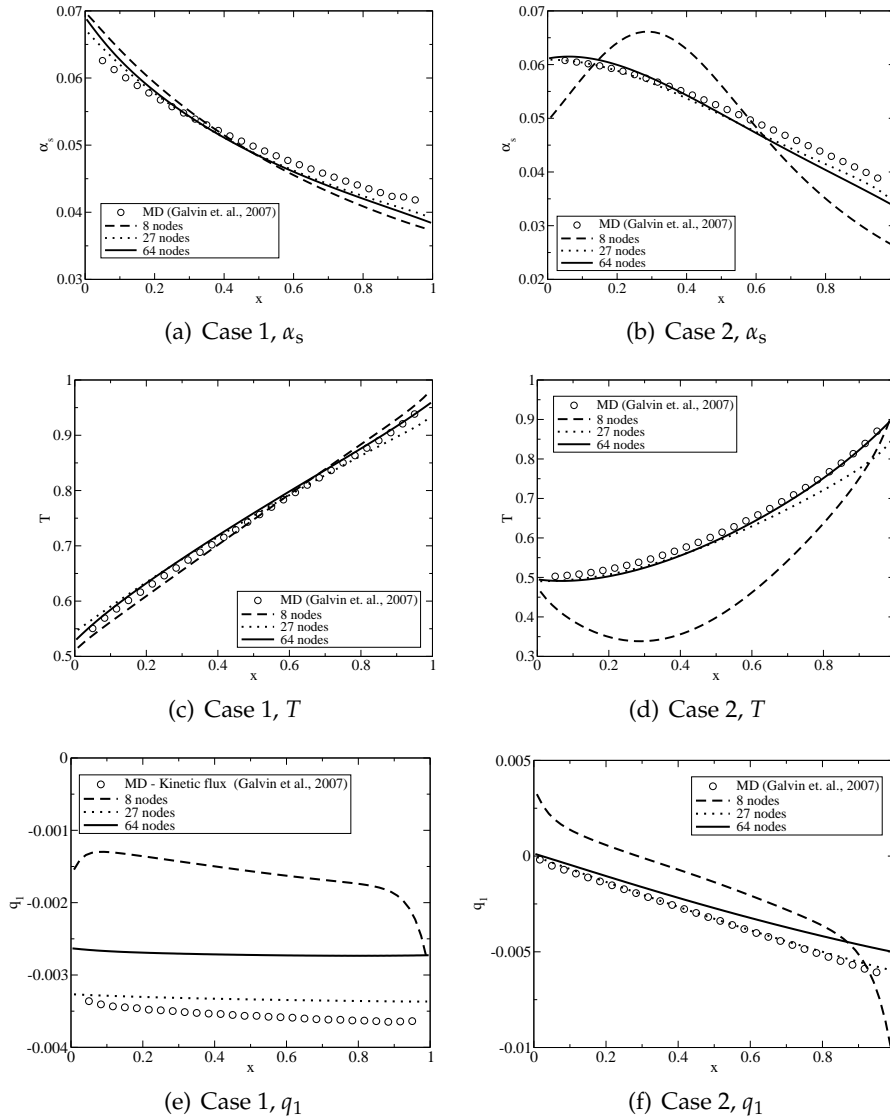 0.07
0.06
0.05
0.04
0.03
α_s
MD (Galvin et. al., 2007)
8 nodes
27 nodes
64 nodes
0 0.2 0.4 0.6 0.8 1
x
(a) Case 1, α_s
0.07
0.06
0.05
0.04
0.03
0.02
α_s
MD (Galvin et. al., 2007)
8 nodes
27 nodes
64 nodes
0 0.2 0.4 0.6 0.8
x
(b) Case 2, α_s
1
0.9
0.8
0.7
0.6
0.5
T
MD (Galvin et. al., 2007)
8 nodes
27 nodes
64 nodes
0 0.2 0.4 0.6 0.8 1
x
(c) Case 1, T
1
0.9
0.8
0.7
0.6
0.5
0.4
0.3
T
MD (Galvin et. al., 2007)
8 nodes
27 nodes
64 nodes
0 0.2 0.4 0.6 0.8
x
(d) Case 2, T
0
-0.001
-0.002
-0.003
-0.004
q_1
MD - Kinetic flux (Galvin et al., 2007)
8 nodes
27 nodes
64 nodes
0 0.2 0.4 0.6 0.8 1
x
(e) Case 1, q_1
0.005
0
-0.005
-0.01
q_1
MD (Galvin et al., 2007)
8 nodes
27 nodes
64 nodes
0 0.2 0.4 0.6 0.8
x
(f) Case 2, q_1